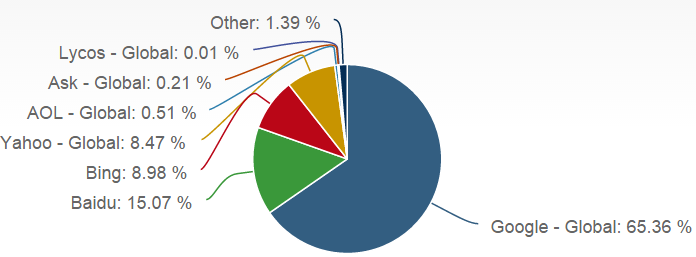 Other: 1.39 %
Lycos - Global: 0.01 %
Ask - Global: 0.21 %
AOL - Global: 0.51 %
Yahoo - Global: 8.47 %
Bing: 8.98 %
Baidu: 15.07 %
Google - Global: 65.36 %